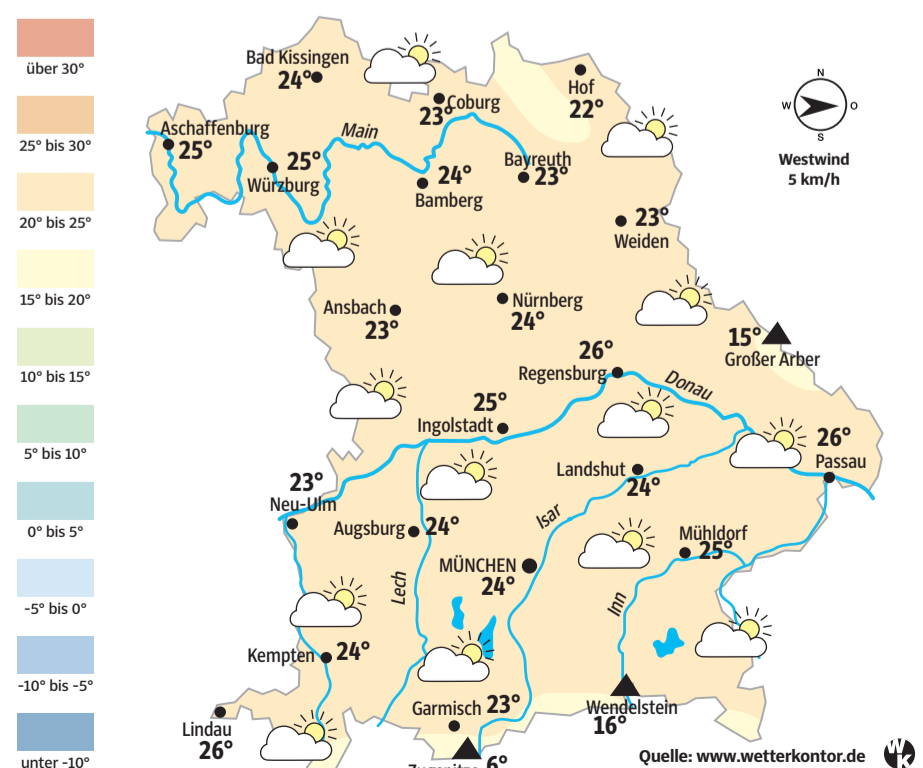 über 30°
25° bis 30°
20° bis 25°
15° bis 20°
10° bis 15°
5° bis 10°
0° bis 5°
-5° bis 0°
-10° bis -5°
unter -10°
Bad Kissingen
24°
Coburg
23°
Hof
22°
N
W O
S
Westwind
5 km/h
Aschaffenburg
25°
Main
25°
Würzburg
24°
Bamberg
Bayreuth
23°
23°
Weiden
Ansbach
23°
Nürnberg
24°
15°
Großer Arber
26°
Regensburg
Donau
25°
Ingolstadt
26°
Passau
Landshut
24°
23°
Neu-Ulm
Augsburg 24°
Isar
Mühldorf
25°
MÜNCHEN
24°
Lech
Inn
Kempten 24°
Garmisch 23°
Wendelstein
16°
Lindau
26°
Zugspitze 6°
Quelle: www.wetterkontor.de
WK